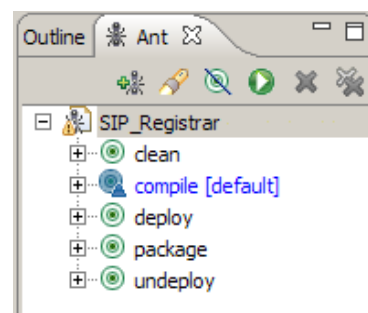 Outline Ant
SIP_Registrar
clean
compile [default]
deploy
package
undeploy